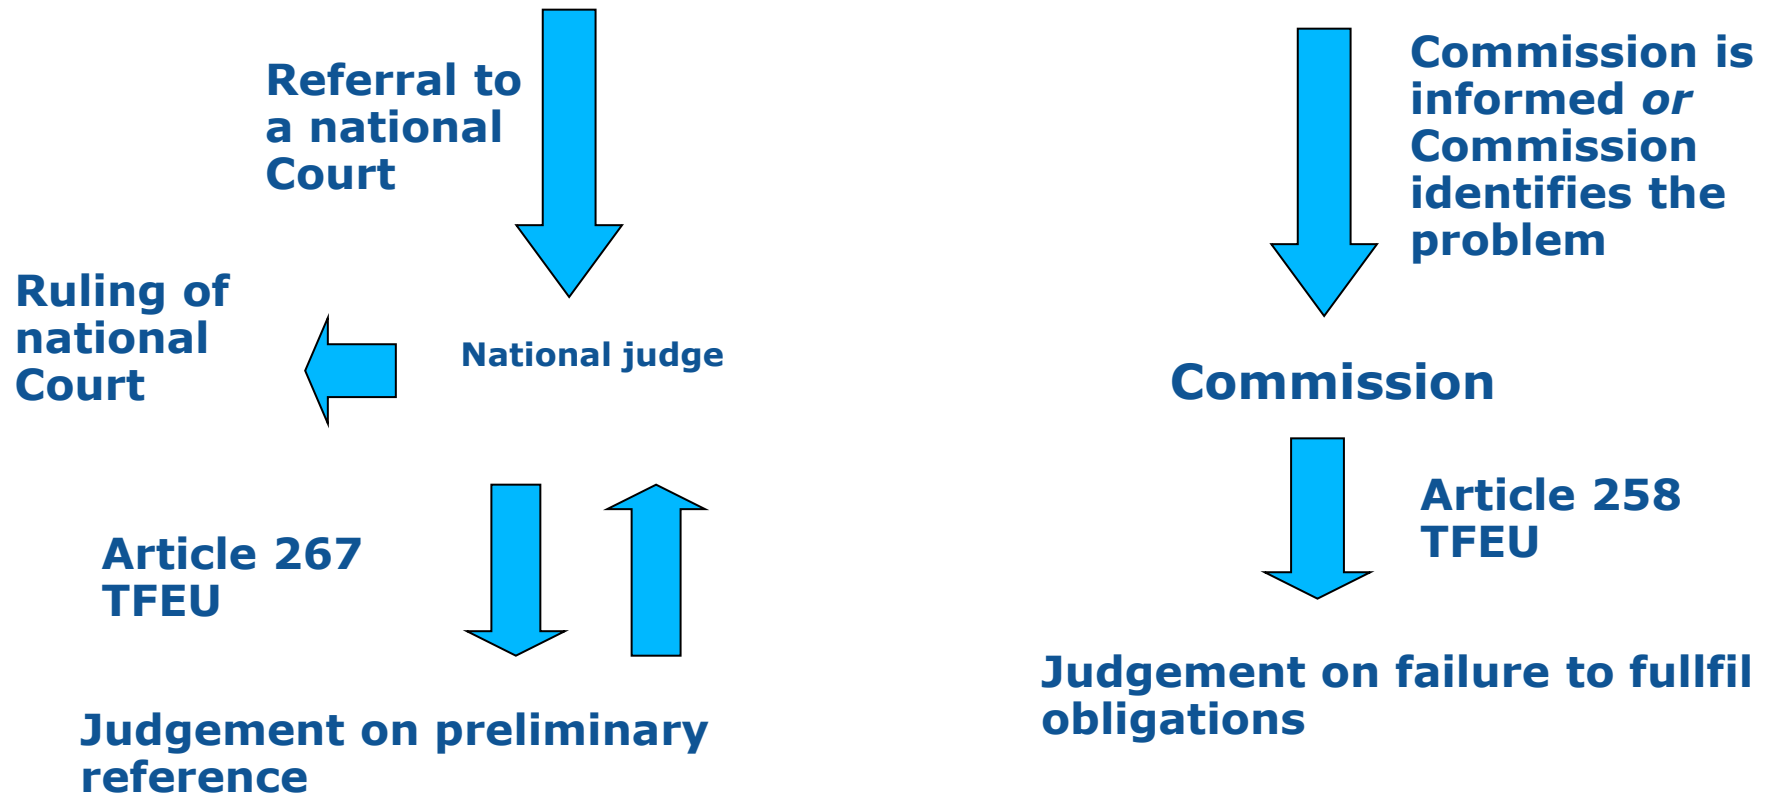 Referral to
a national
Court
Ruling of
national
Court
National judge
Article 267
TFEU
Judgement on preliminary
reference
Commission is
informed or
Commission
identifies the
problem
Commission
Article 258
TFEU
Judgement on failure to fullfil
obligations